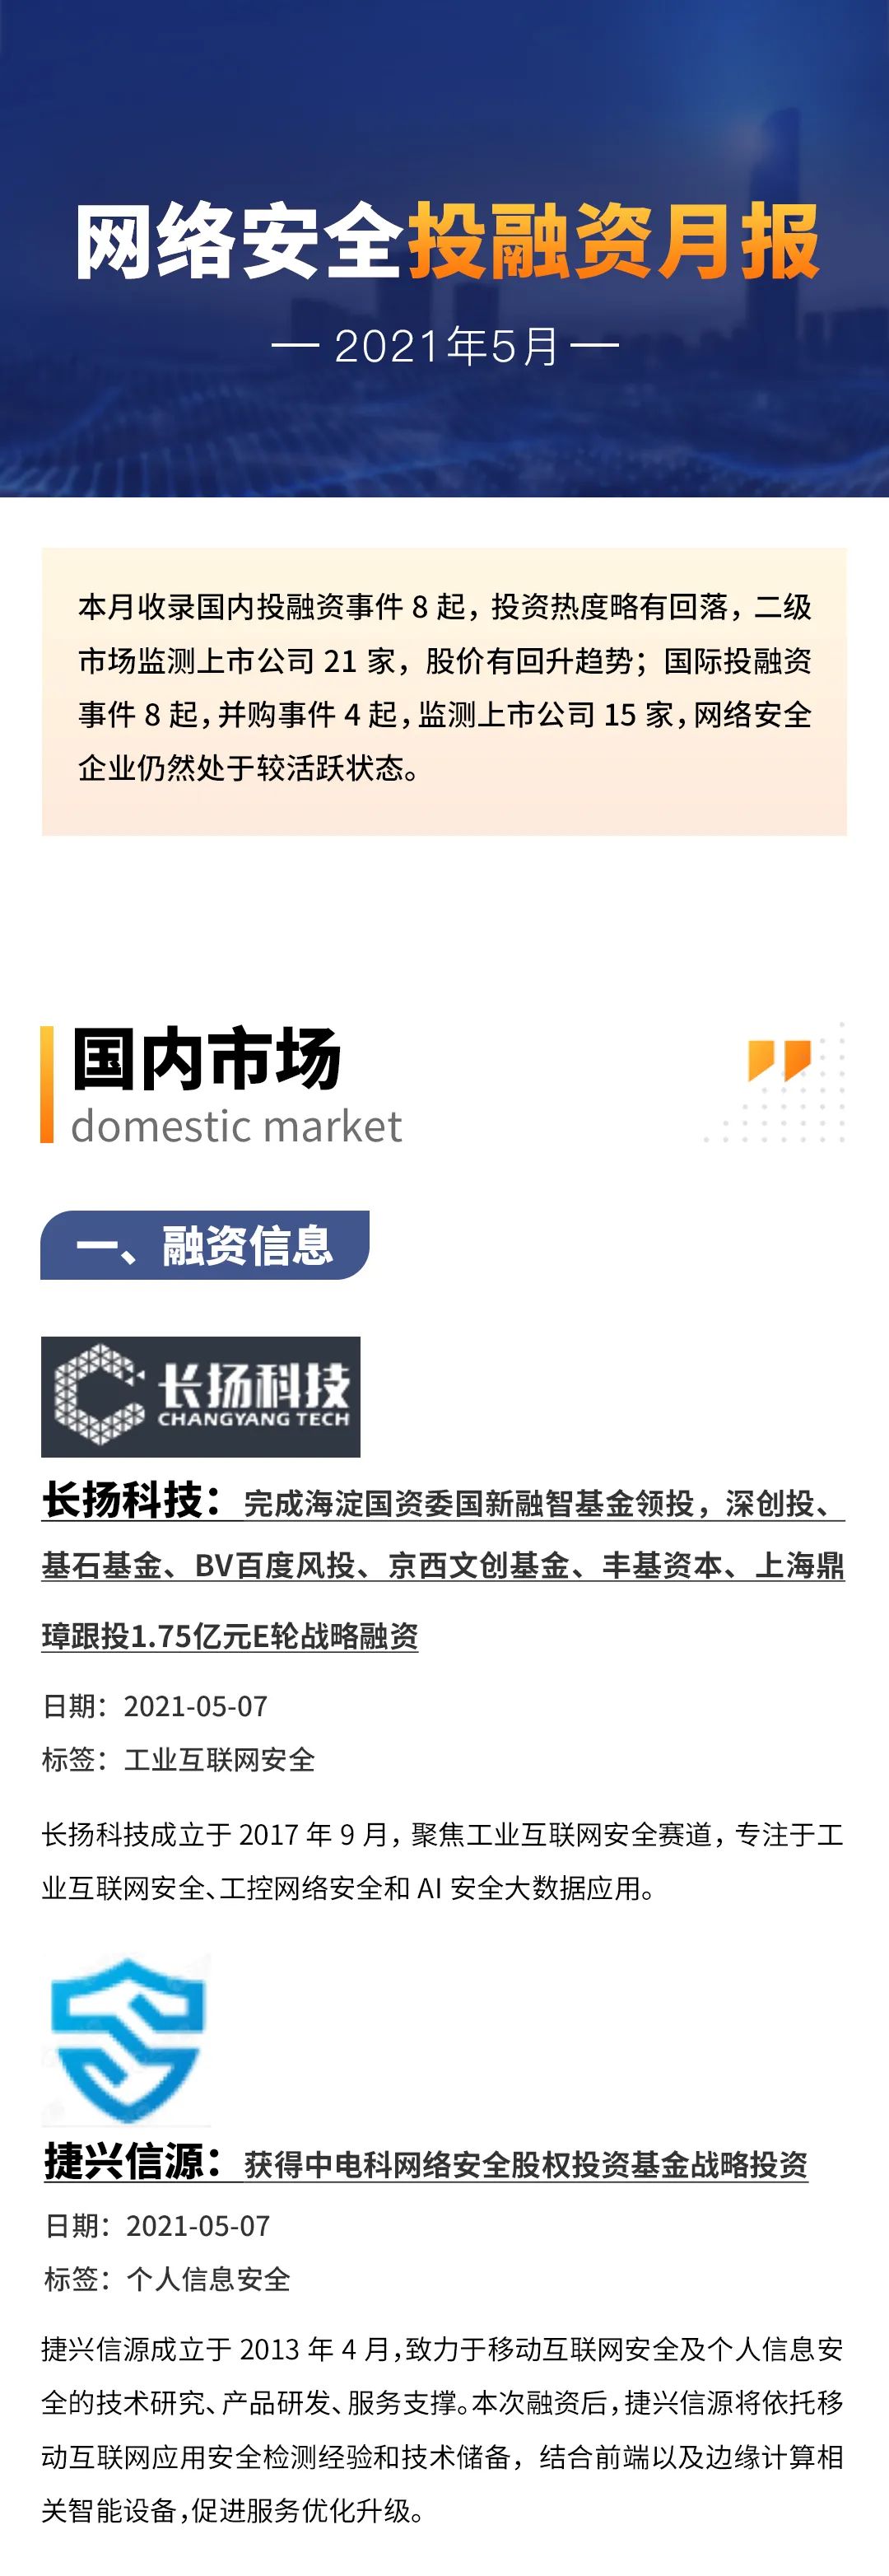 网络安全投融资月报
2021年5月
本月收录国内投融资事件 8 起，投资热度略有回落，二级
市场监测上市公司 21 家，股价有回升趋势；国际投融资
事件 8 起，并购事件 4 起，监测上市公司 15 家，网络安全
企业仍然处于较活跃状态。
国内市场
domestic market
一、融资信息
长扬科技
CHANGYANG TECH
长扬科技：完成海淀国资委国新融智基金领投，深创投、
基石基金、BV百度风投、京西文创基金、丰基资本、上海鼎
璋跟投1.75亿元E轮战略融资
日期：2021-05-07
标签：工业互联网安全
长扬科技成立于 2017 年 9 月，聚焦工业互联网安全赛道，专注于工
业互联网安全、工控网络安全和 AI 安全大数据应用。
捷兴信源：获得中电科网络安全股权投资基金战略投资
日期：2021-05-07
标签：个人信息安全
捷兴信源成立于 2013 年 4 月，致力于移动互联网安全及个人信息安
全的技术研究、产品研发、服务支撑。本次融资后，捷兴信源将依托移
动互联网应用安全检测经验和技术储备，结合前端以及边缘计算相
关智能设备，促进服务优化升级。